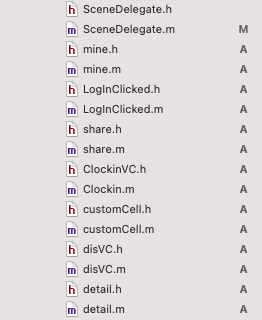 h SceneDelegate.h
m SceneDelegate.m M
h mine.h A
m mine.m A
h LogInClicked.h A
m LogInClicked.m A
h share.h A
m share.m A
h ClockinVC.h A
m Clockin.m A
h customCell.h A
m customCell.m A
h disVC.h A
m disVC.m A
h detail.h A
m detail.m A